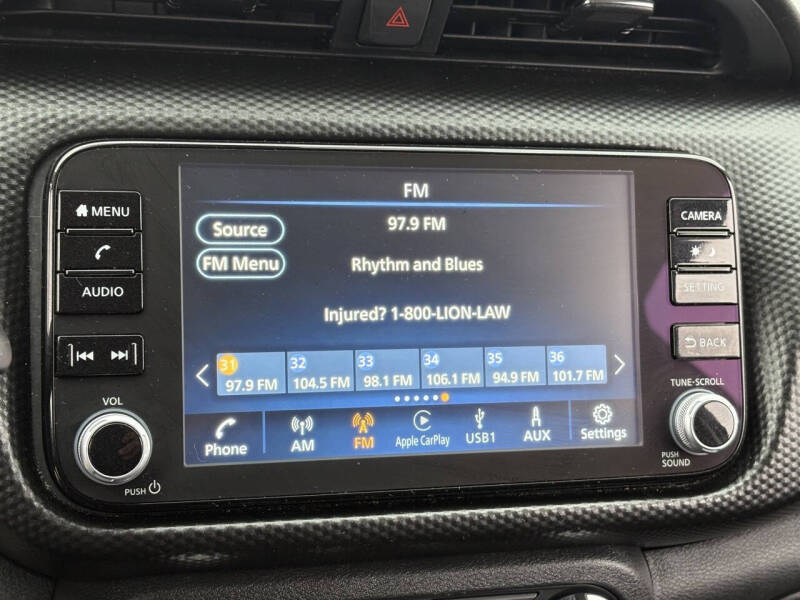 MENU
AUDIO
VOL
PUSH
FM
97.9 FM
Source
FM Menu
Rhythm and Blues
Injured? 1-800-LION-LAW
31 32 33 34 35 36
97.9 FM 104.5 FM 98.1 FM 106.1 FM 94.9 FM 101.7 FM
Phone AM FM Apple CarPlay USB1 AUX Settings
CAMERA
SETTING
BACK
TUNE-SCROLL
PUSH
SOUND